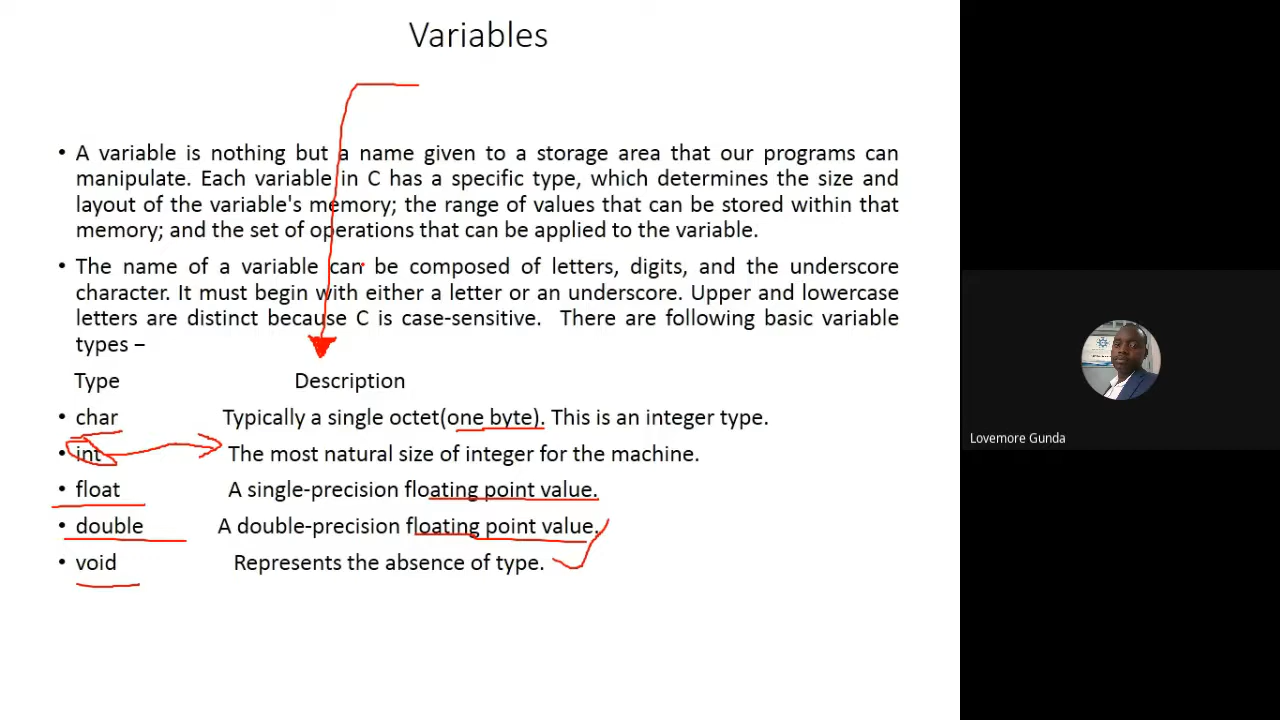 Variables
• A variable is nothing but a name given to a storage area that our programs can
manipulate. Each variable in C has a specific type, which determines the size and
layout of the variable's memory; the range of values that can be stored within that
memory; and the set of operations that can be applied to the variable.
• The name of a variable can be composed of letters, digits, and the underscore
character. It must begin with either a letter or an underscore. Upper and lowercase
letters are distinct because C is case-sensitive. There are following basic variable
types –
Type Description
• char Typically a single octet(one byte). This is an integer type.
• int The most natural size of integer for the machine.
• float A single-precision floating point value.
• double A double-precision floating point value.
• void Represents the absence of type.
Lovemore Gunda